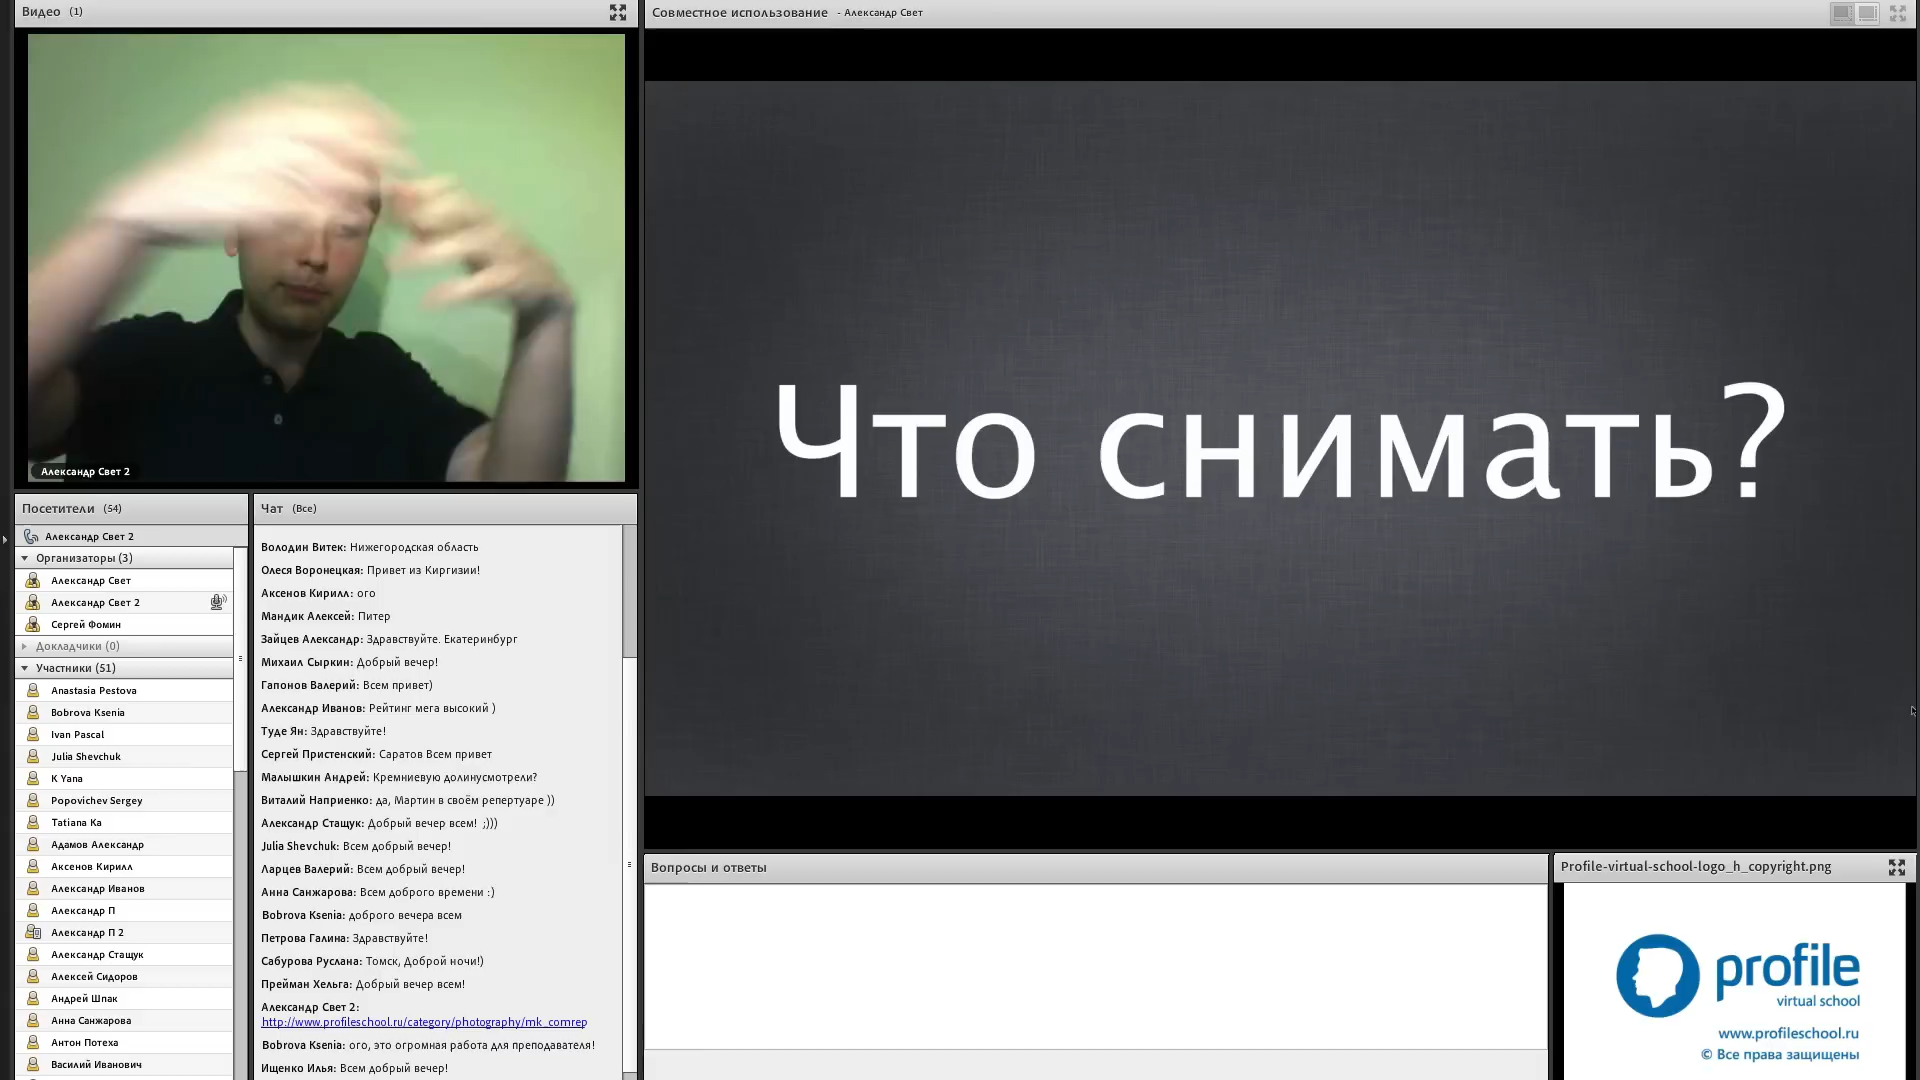 Видео (1)
Александр Свет 2
Посетители (54)
Александр Свет 2
Организаторы (3)
Александр Свет
Александр Свет 2
Сергей Фомин
Докладчики (0)
Участники (51)
Anastasia Pestova
Bobrova Ksenia
Ivan Pascal
Julia Shevchuk
K Yana
Popovichev Sergey
Tatiana Ka
Адамов Александр
Аксенов Кирилл
Александр Иванов
Александр П
Александр П 2
Александр Стащук
Алексей Сидоров
Андрей Шпак
Анна Санжарова
Антон Потеха
Василий Иванович
Чат (Все)
Володин Витек: Нижегородская область
Олеся Воронецкая: Привет из Киргизии!
Аксенов Кирилл: ого
Мандик Алексей: Питер
Зайцев Александр: Здравствуйте. Екатеринбург
Михаил Сыркин: Добрый вечер!
Гапонов Валерий: Всем привет)
Александр Иванов: Рейтинг мега высокий )
Туде Ян: Здравствуйте!
Сергей Пристенский: Саратов Всем привет
Малышкин Андрей: Кремниевую долинусмотрели?
Виталий Наприенко: да, Мартин в своём репертуаре ))
Александр Стащук: Добрый вечер всем! ;)))
Julia Shevchuk: Всем добрый вечер!
Ларцев Валерий: Всем добрый вечер!
Анна Санжарова: Всем доброго времени :)
Bobrova Ksenia: доброго вечера всем
Петрова Галина: Здравствуйте!
Сабурова Руслана: Томск, Доброй ночи!)
Прейман Хельга: Добрый вечер всем!
Александр Свет 2:
http://www.profileschool.ru/category/photography/mk_comrep
Bobrova Ksenia: ого, это огромная работа для преподавателя!
Ищенко Илья: Всем добрый вечер!
Совместное использование - Александр Свет
Что снимать?
Вопросы и ответы
Profile-virtual-school-logo_h_copyright.png
profile
virtual school
www.profileschool.ru
© Все права защищены